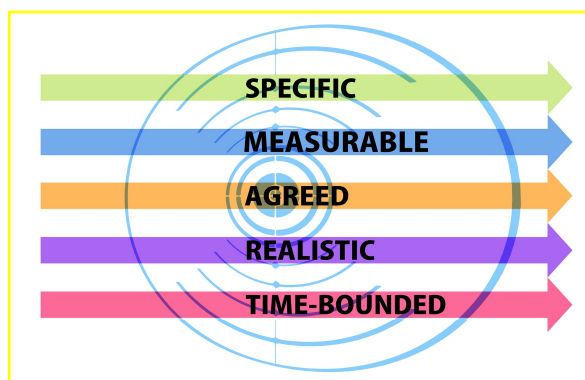 SPECIFIC
MEASURABLE
AGREED
REALISTIC
TIME-BOUNDED